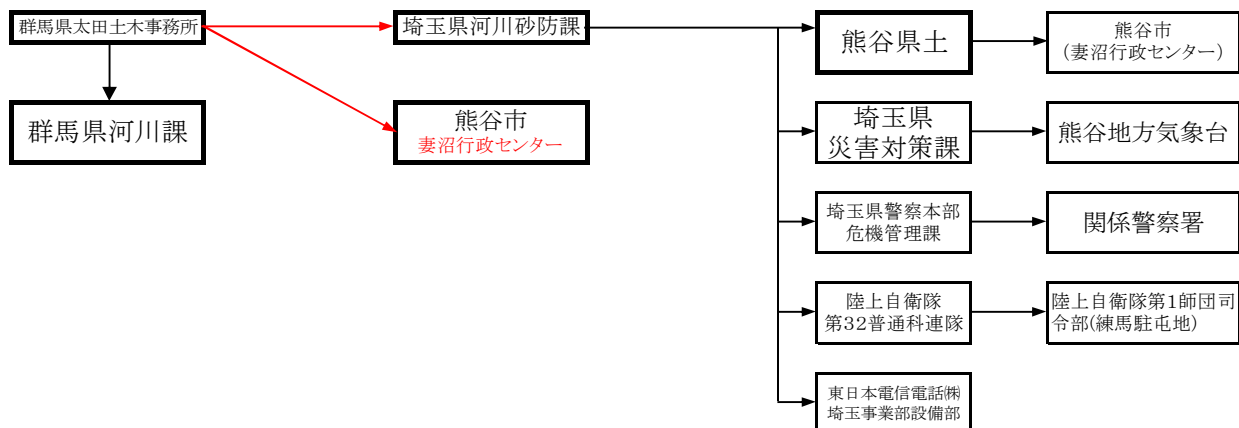 群馬県太田土木事務所
埼玉県河川砂防課
熊谷県土
熊谷市
(妻沼行政センター)
群馬県河川課
熊谷市
妻沼行政センター
埼玉県
災害対策課
熊谷地方気象台
埼玉県警察本部
危機管理課
関係警察署
陸上自衛隊
第32普通科連隊
陸上自衛隊第1師団司
令部(練馬駐屯地)
東日本電信電話㈱
埼玉事業部設備部